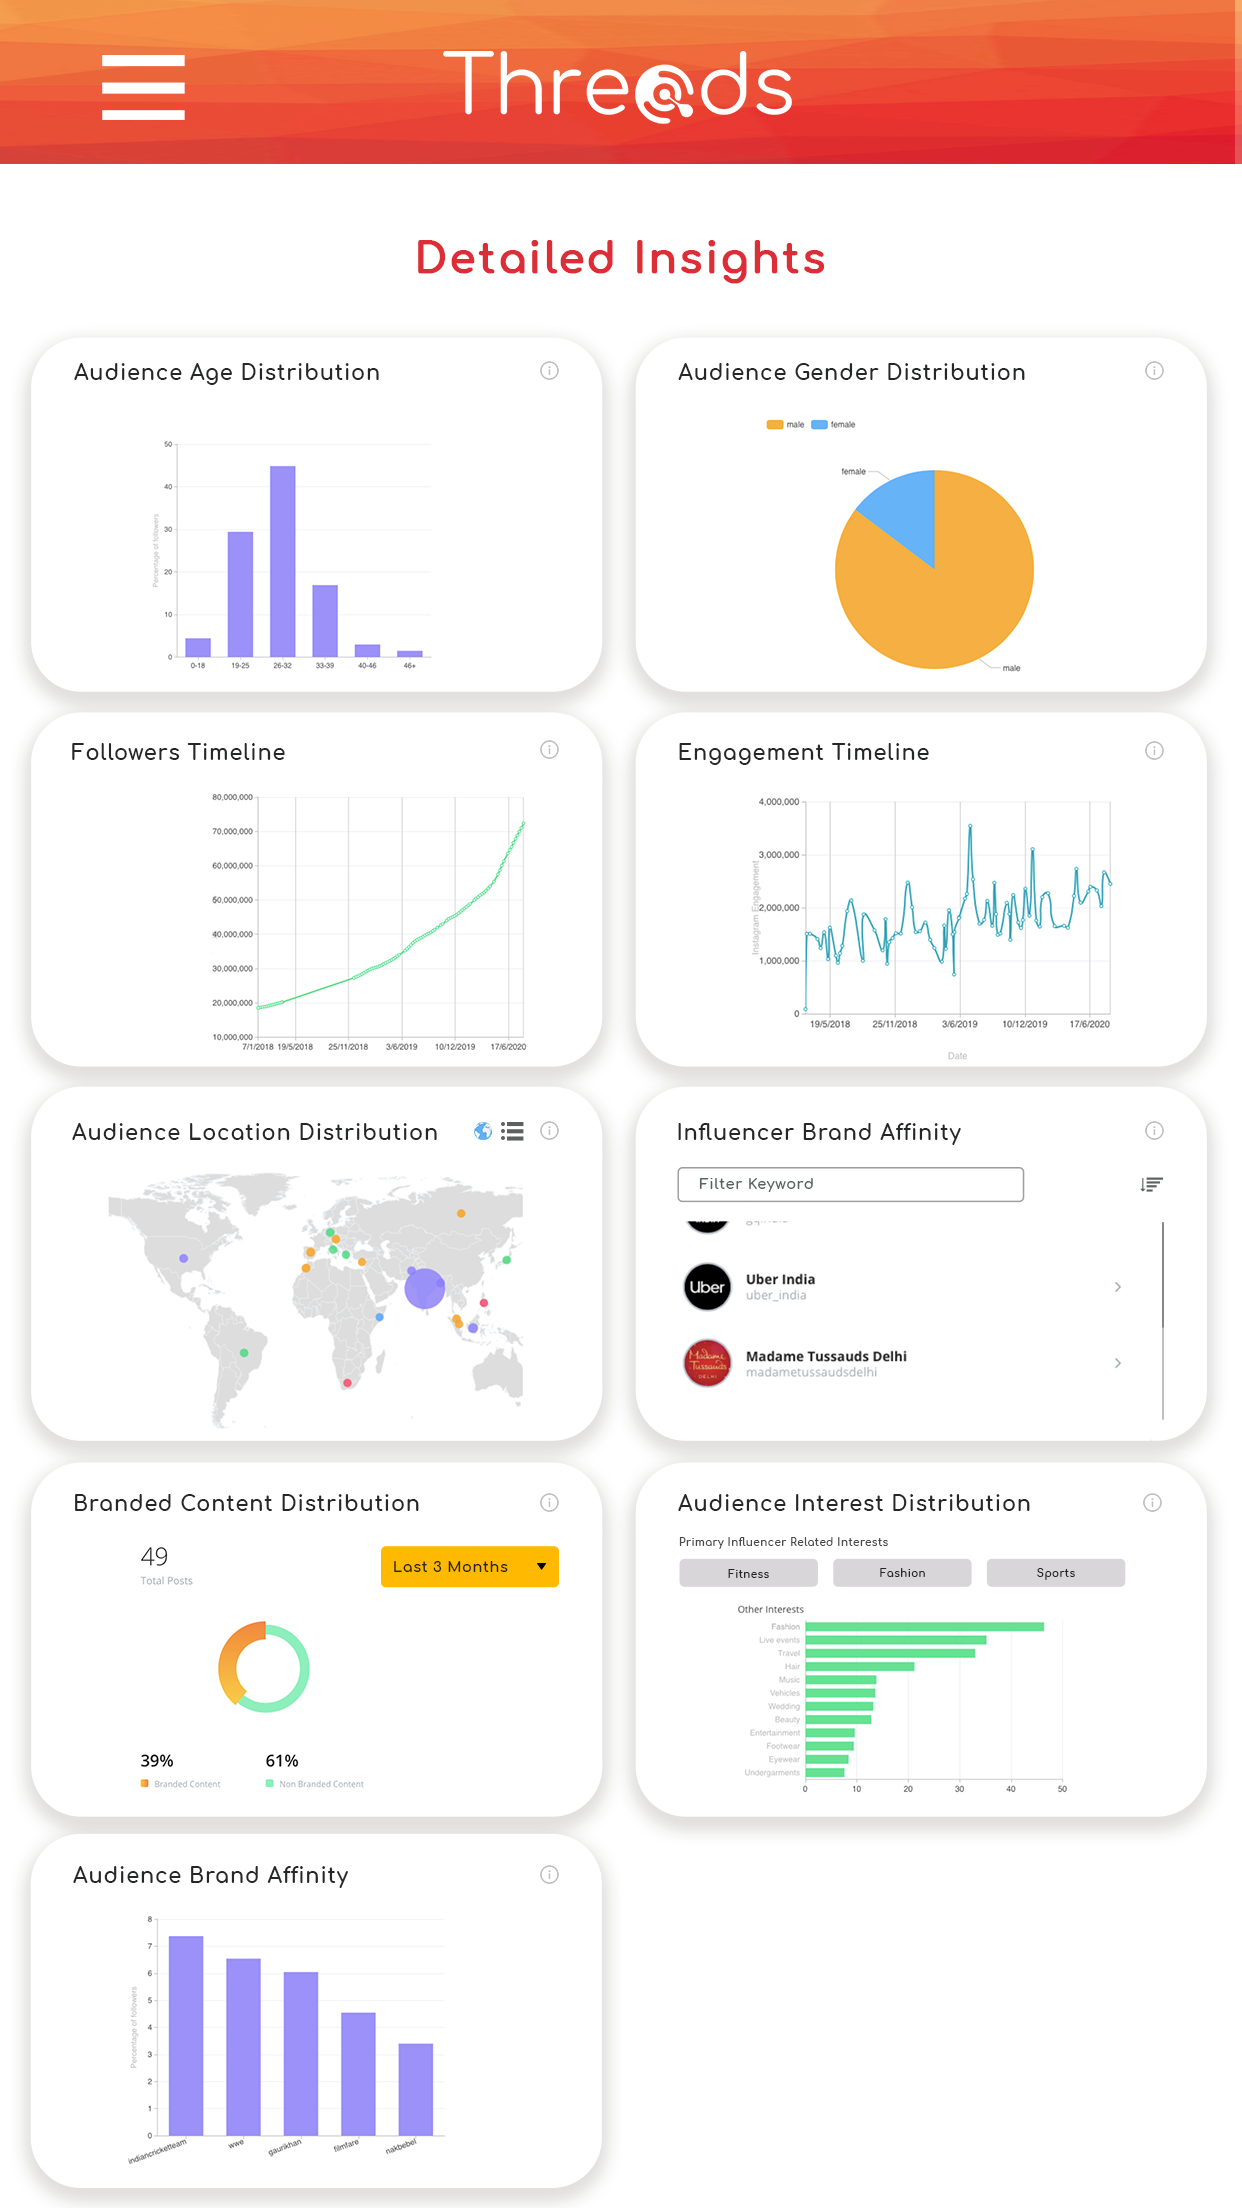 Threads
Detailed Insights
Audience Age Distribution
50
40
30
20
10
0
Percentage of followers
0-18 19-25 26-32 33-39 40-46 46+
Audience Gender Distribution
male female
female
male
Followers Timeline
80,000,000
70,000,000
60,000,000
50,000,000
40,000,000
30,000,000
20,000,000
10,000,000
7/1/2018 19/5/2018 25/11/2018 3/6/2019 10/12/2019 17/6/2020
Engagement Timeline
4,000,000
3,000,000
2,000,000
1,000,000
0
Instagram Engagement
19/5/2018 25/11/2018 3/6/2019 10/12/2019 17/6/2020
Date
Audience Location Distribution
Influencer Brand Affinity
Filter Keyword
Uber
Uber India
uber_india
Madame Tussauds DELHI
Madame Tussauds Delhi
madametussaudsdelhi
Branded Content Distribution
49
Total Posts
Last 3 Months
39% 61%
Branded Content Non Branded Content
Audience Interest Distribution
Primary Influencer Related Interests
Fitness Fashion Sports
Other Interests
Fashion
Live events
Travel
Hair
Music
Vehicles
Wedding
Beauty
Entertainment
Footwear
Eyewear
Undergarments
0 10 20 30 40 50
Audience Brand Affinity
8
7
6
5
4
3
2
1
0
Percentage of followers
indiancricketteam wwe gaurikhan filmfare nakbebel